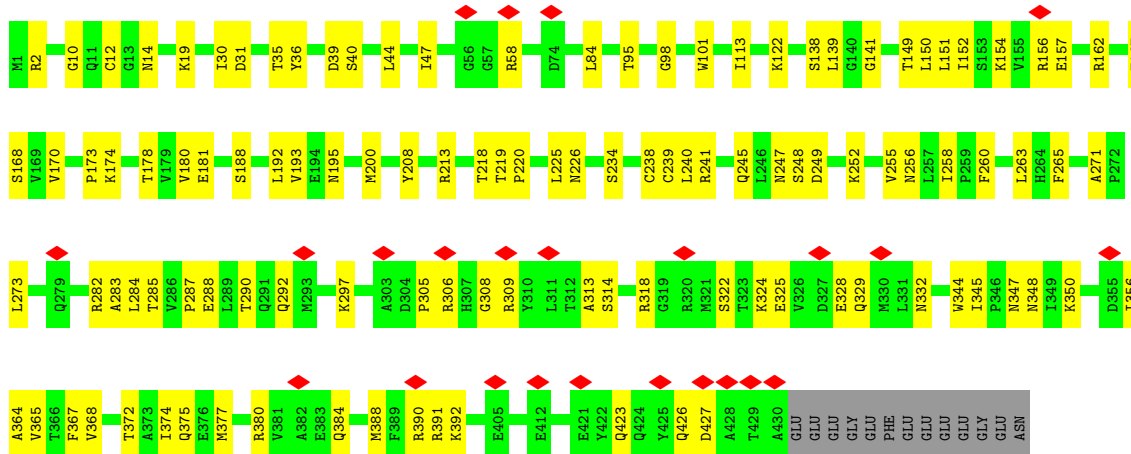 M1 R2 G10 Q11 C12 G13 N14 K19 I30 D31 T35 Y36 D39 S40 L44 I47 G56 G57 R58 D74 L84 T95 G98 W101 I113 K122 S138 L139 G140 G141 T149 L150 L151 I152 S153 K154 V155 R156 E157 R162
S168 V169 V170 P173 K174 T178 V179 V180 E181 S188 L192 V193 E194 N195 M200 Y208 R213 T218 T219 P220 L225 N226 S234 C238 C239 L240 R241 Q245 L246 N247 S248 D249 K252 V255 N256 L257 I258 P259 F260 L263 H264 F265 A271 P272
L273 Q279 R282 A283 L284 T285 V286 P287 E288 L289 T290 Q291 Q292 M293 K297 A303 D304 P305 R306 H307 G308 R309 Y310 L311 T312 A313 S314 R318 G319 R320 M321 S322 T323 K324 E325 V326 D327 E328 Q329 M330 L331 N332 W344 I345 P346 N347 N348 I349 K350 D355 I356
A364 V365 T366 F367 V368 T372 A373 I374 Q375 E376 M377 R380 V381 A382 E383 Q384 M388 F389 R390 R391 K392 E405 E412 E421 Y422 Q423 Q424 Y425 Q426 D427 A428 T429 A430 GLU GLU GLU GLY GLU PHE GLU GLU GLU GLU GLY GLU ASN